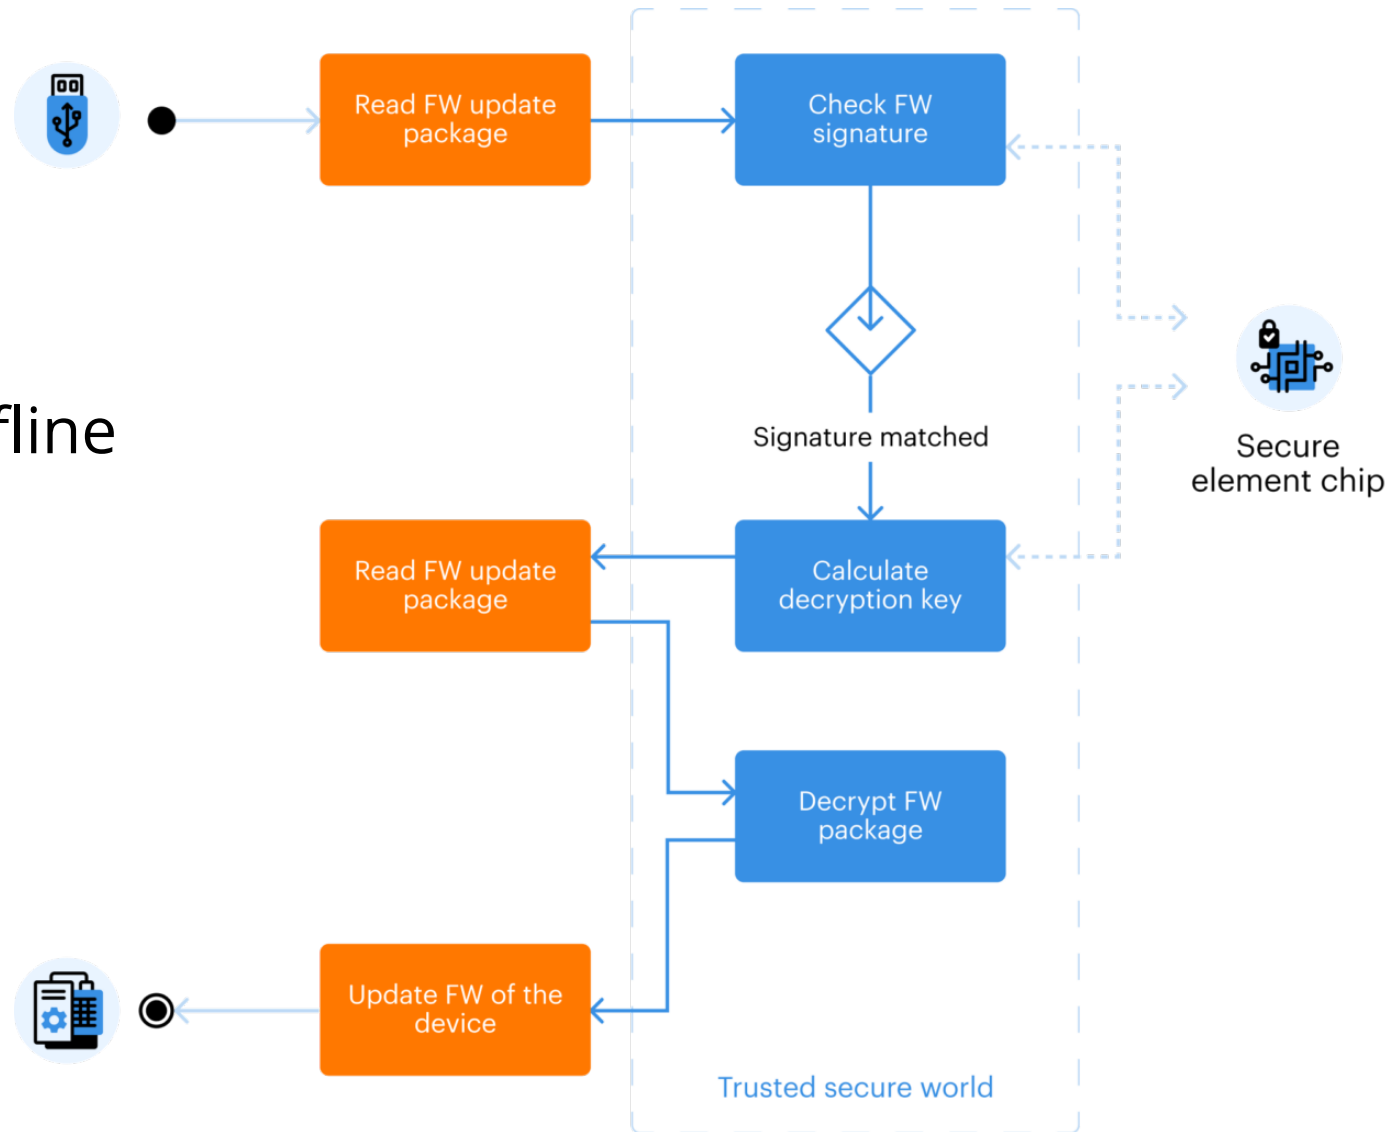 Read FW update
package
Check FW
signature
fline
Signature matched
Secure
element chip
Read FW update
package
Calculate
decryption key
Decrypt FW
package
Update FW of the
device
Trusted secure world